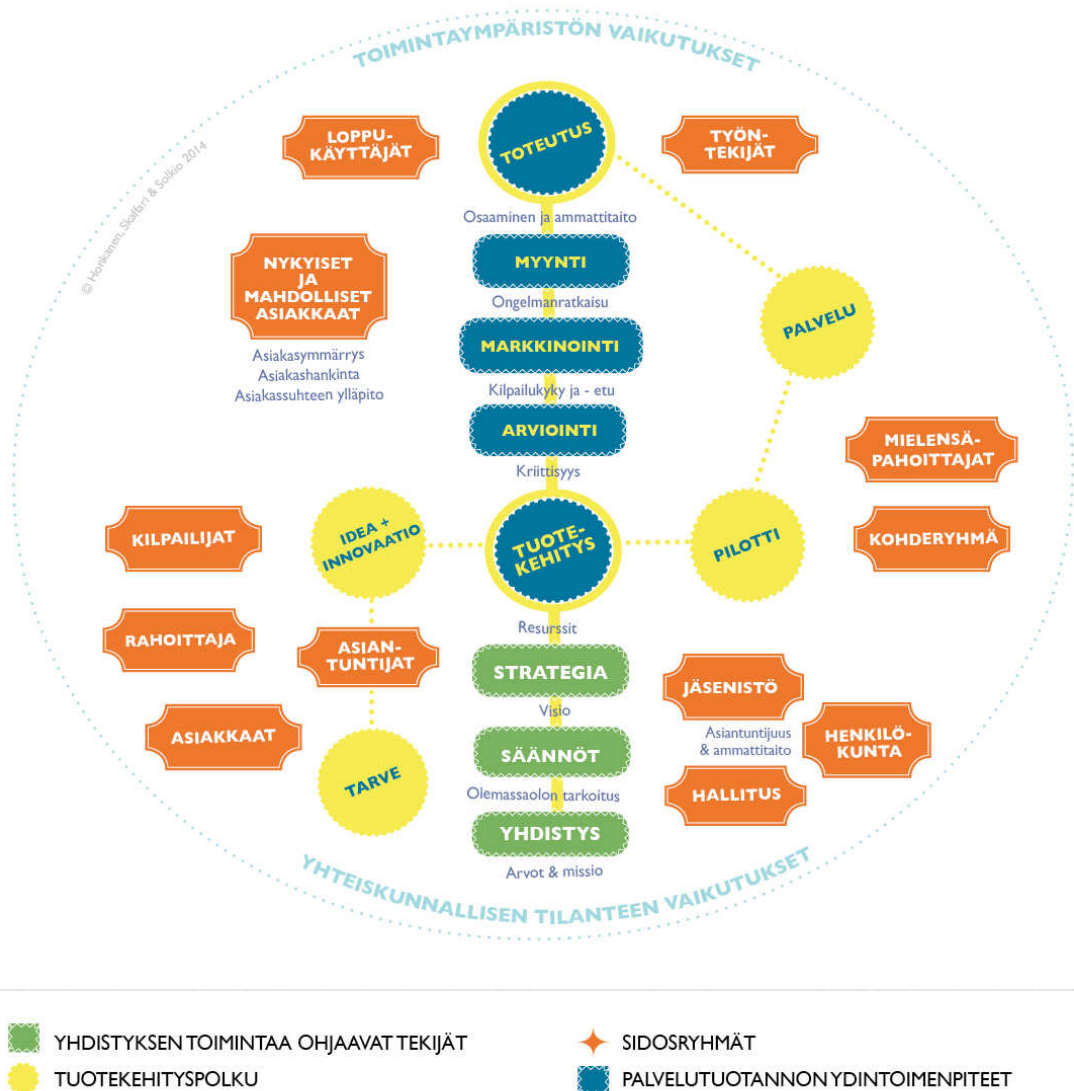 TOIMINTAYMPÄRISTÖN VAIKUTUKSET
© Honkanen, Skaffari & Solkio 2014
LOPPU-
KÄYTTÄJÄT
TOTEUTUS
TYÖN-
TEKIJÄT
Osaaminen ja ammattitaito
NYKYISET
JA
MAHDOLLISET
ASIAKKAAT
Asiakasymmärrys
Asiakashankinta
Asiakassuhteen ylläpito
MYYNTI
Ongelmanratkaisu
MARKKINOINTI
Kilpailukyky ja - etu
ARVIOINTI
Kriittisyys
PALVELU
MIELENSÄ-
PAHOITTAJAT
KILPAILIJAT
IDEA +
INNOVAATIO
TUOTE-
KEHITYS
PILOTTI
KOHDERYHMÄ
Resurssit
RAHOITTAJA
ASIAN-
TUNTIJAT
STRATEGIA
JÄSENISTÖ
Visio
Asiantuntijuus
& ammattitaito
ASIAKKAAT
SÄÄNNÖT
HENKILÖ-
KUNTA
TARVE
Olemassaolon tarkoitus
HALLITUS
YHDISTYS
Arvot & missio
YHTEISKUNNALLISEN TILANTEEN VAIKUTUKSET
YHDISTYKSEN TOIMINTAA OHJAAVAT TEKIJÄT
SIDOSRYHMÄT
TUOTEKEHITYSPOLKU
PALVELUTUOTANNON YDINTOIMENPITEET